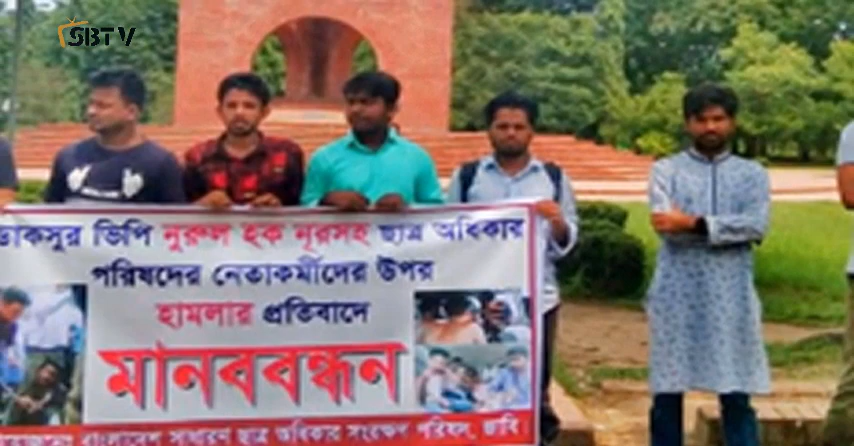 SBTV
ডাকসুর ভিপি নুরুল হক নূরসহ ছাত্র অধিকার
পরিষদের নেতাকর্মীদের উপর
হামলার প্রতিবাদে
মানববন্ধন
বাংলাদেশ সাধারণ ছাত্র অধিকার সংরক্ষণ পরিষদ, জাবি।